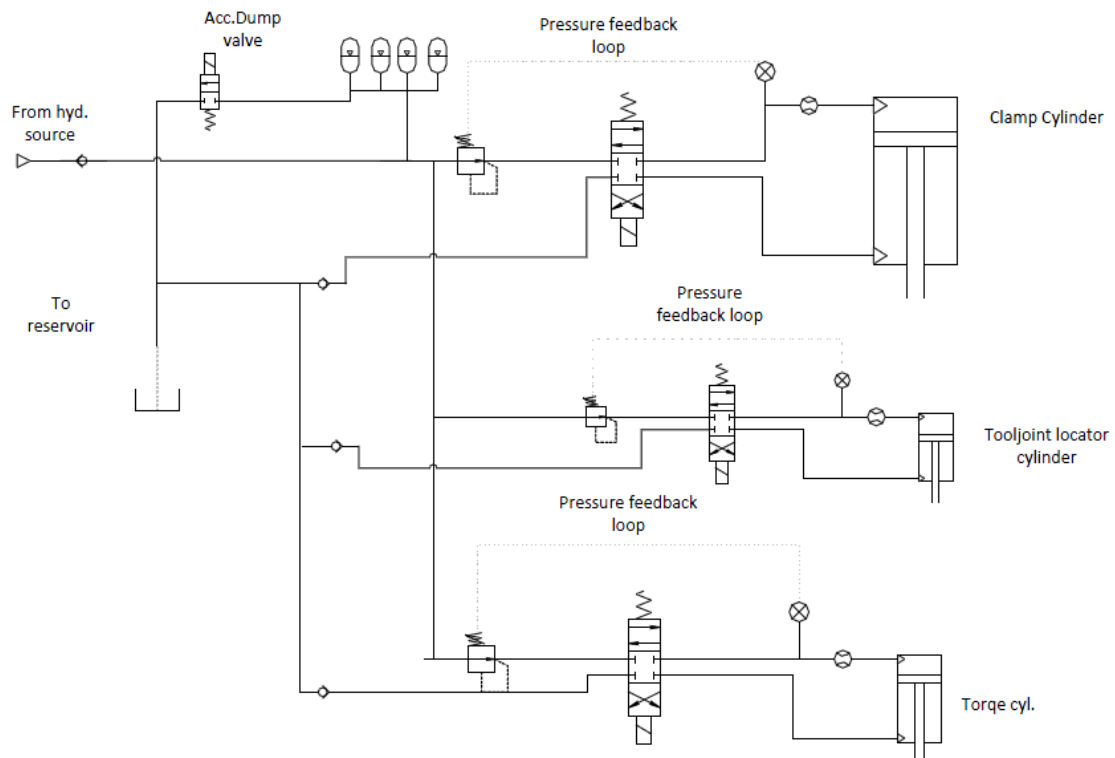 Acc.Dump
valve
Pressure feedback
loop
From hyd.
source
Clamp Cylinder
To
reservoir
Pressure
feedback loop
Tooljoint locator
cylinder
Pressure feedback
loop
Torqe cyl.